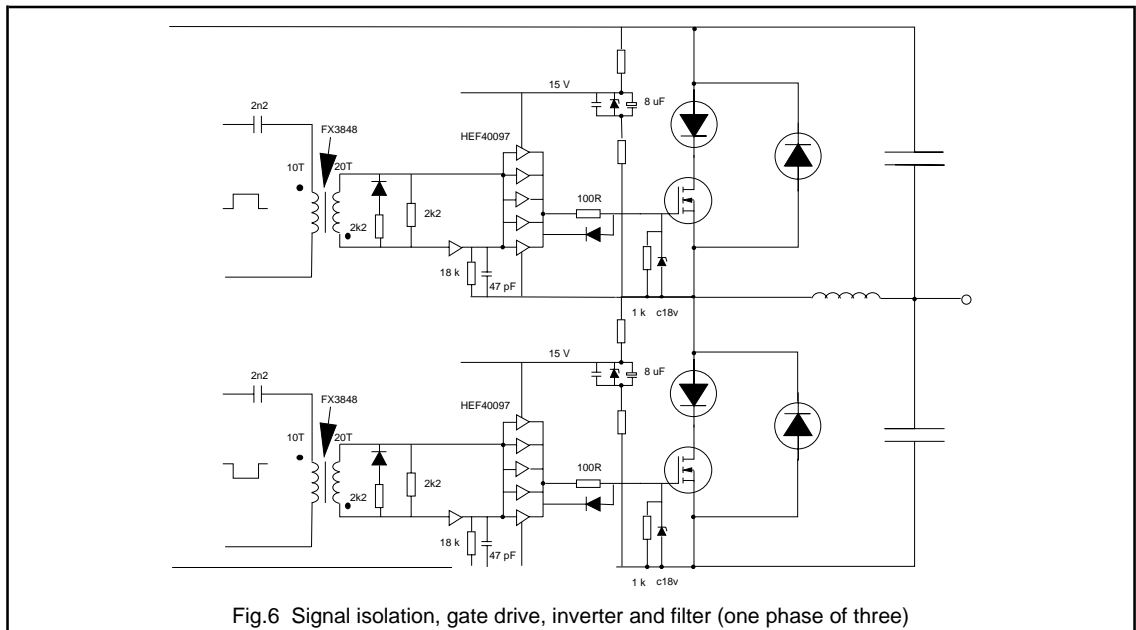 15 V
8 uF
2n2
FX3848
HEF40097
10T
20T
100R
2k2
2k2
18 k
47 pF
1 k
c18v
15 V
8 uF
2n2
FX3848
HEF40097
10T
20T
100R
2k2
2k2
18 k
47 pF
1 k
c18v
Fig.6 Signal isolation, gate drive, inverter and filter (one phase of three)